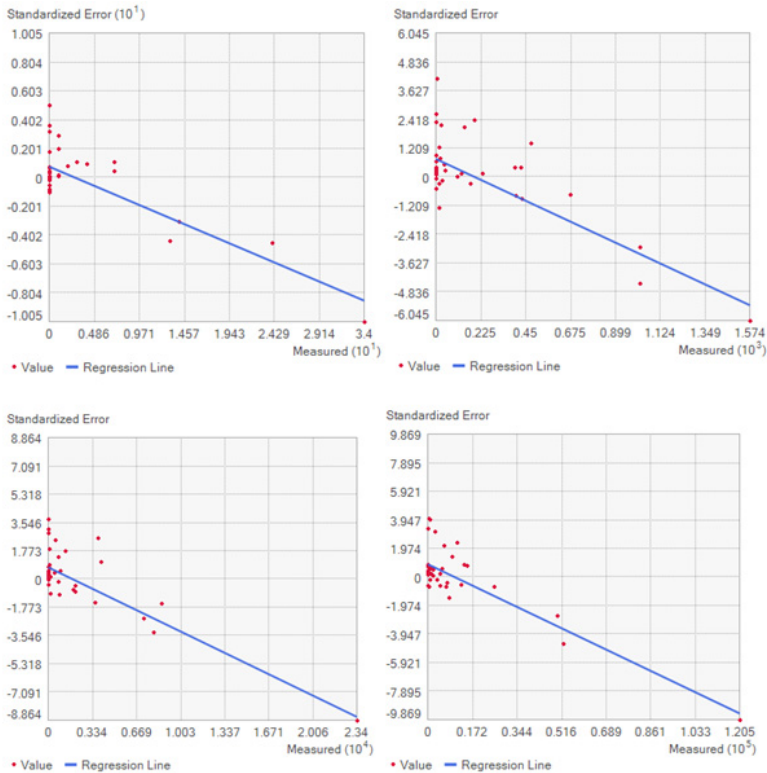 Standardized Error (10¹)
1.005
0.804
0.603
0.402
0.201
0
-0.201
-0.402
-0.603
-0.804
-1.005
0 0.486 0.971 1.457 1.943 2.429 2.914 3.4
Measured (10¹)
Value Regression Line
Standardized Error
6.045
4.836
3.627
2.418
1.209
0
-1.209
-2.418
-3.627
-4.836
-6.045
0 0.225 0.45 0.675 0.899 1.124 1.349 1.574
Measured (10³)
Value Regression Line
Standardized Error
8.864
7.091
5.318
3.546
1.773
0
-1.773
-3.546
-5.318
-7.091
-8.864
0 0.334 0.669 1.003 1.337 1.671 2.006 2.34
Measured (10⁴)
Value Regression Line
Standardized Error
9.869
7.895
5.921
3.947
1.974
0
-1.974
-3.947
-5.921
-7.895
-9.869
0 0.172 0.344 0.516 0.689 0.861 1.033 1.205
Measured (10⁵)
Value Regression Line